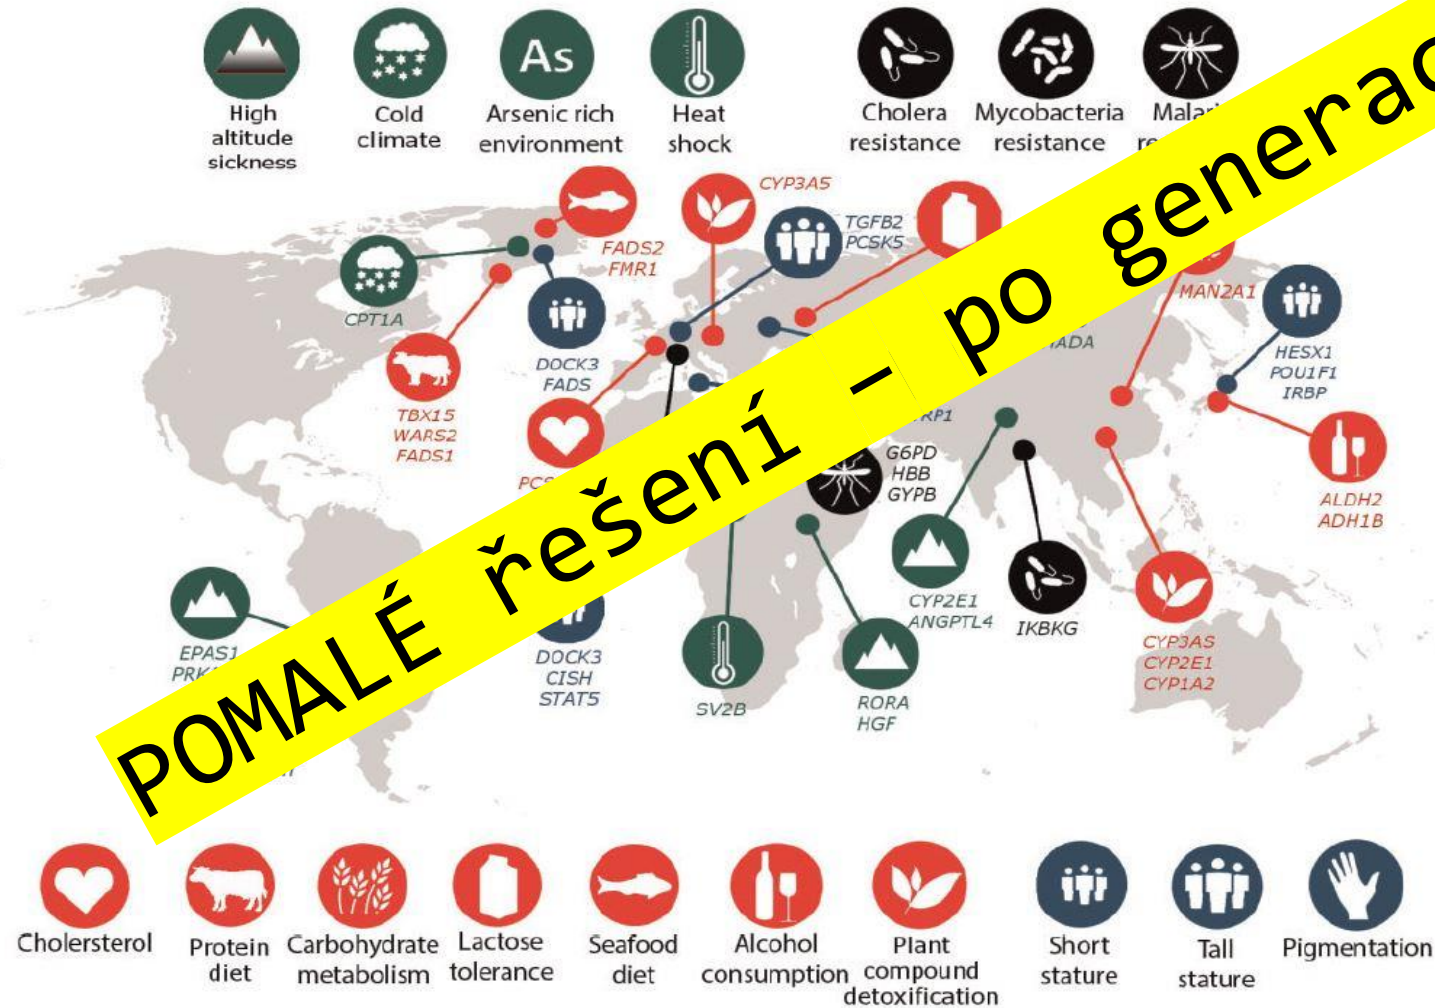 High
altitude
sickness
Cold
climate
As
Arsenic rich
environment
Heat
shock
Cholera
resistance
Mycobacteria
resistance
CYP3A5
TGFB2
PCSK5
FADS2
FMR1
CPT1A
DOCK3
FADS
TBX15
WARS2
FADS1
MAN2A1
HESX1
POU1F1
IRBP
G6PD
HBB
GYPB
ALDH2
ADH1B
CYP2E1
ANGPTL4
IKBKG
CYP3AS
CYP2E1
CYP1A2
EPAS1
DOCK3
CISH
STAT5
SV2B
RORA
HGF
POMALÉ řešení – po
Cholersterol
Protein
diet
Carbohydrate
metabolism
Lactose
tolerance
Seafood
diet
Alcohol
consumption
Plant
compound
detoxification
Short
stature
Tall
stature
Pigmentation